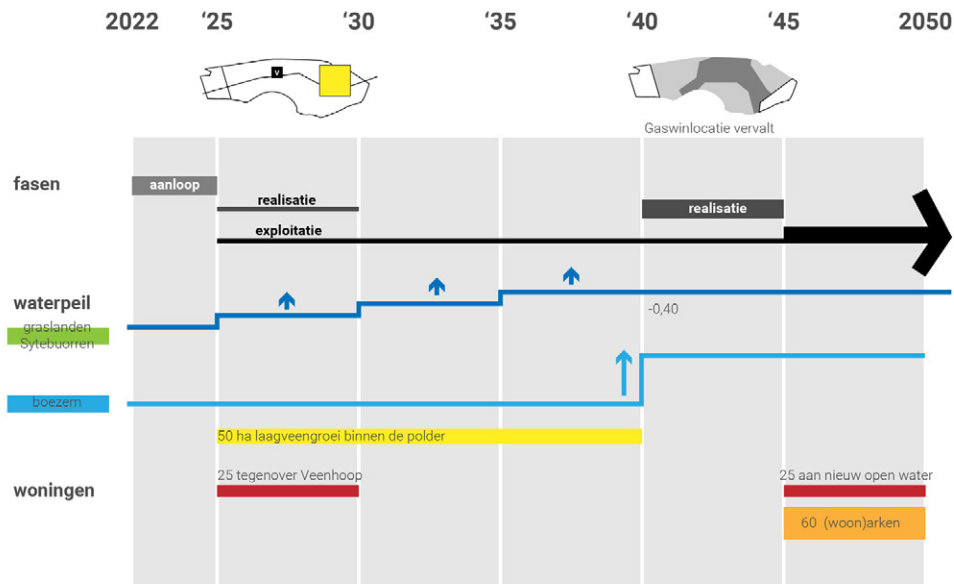 2022 ‘25 ‘30 ‘35 ‘40 ‘45 2050
v
Gaswinlocatie vervalt
fasen
aanloop
realisatie
realisatie
exploitatie
waterpeil
graslanden
Sytebuorren
-0,40
boezem
50 ha laagveengroei binnen de polder
woningen
25 tegenover Veenhoop
25 aan nieuw open water
60 (woon)arken